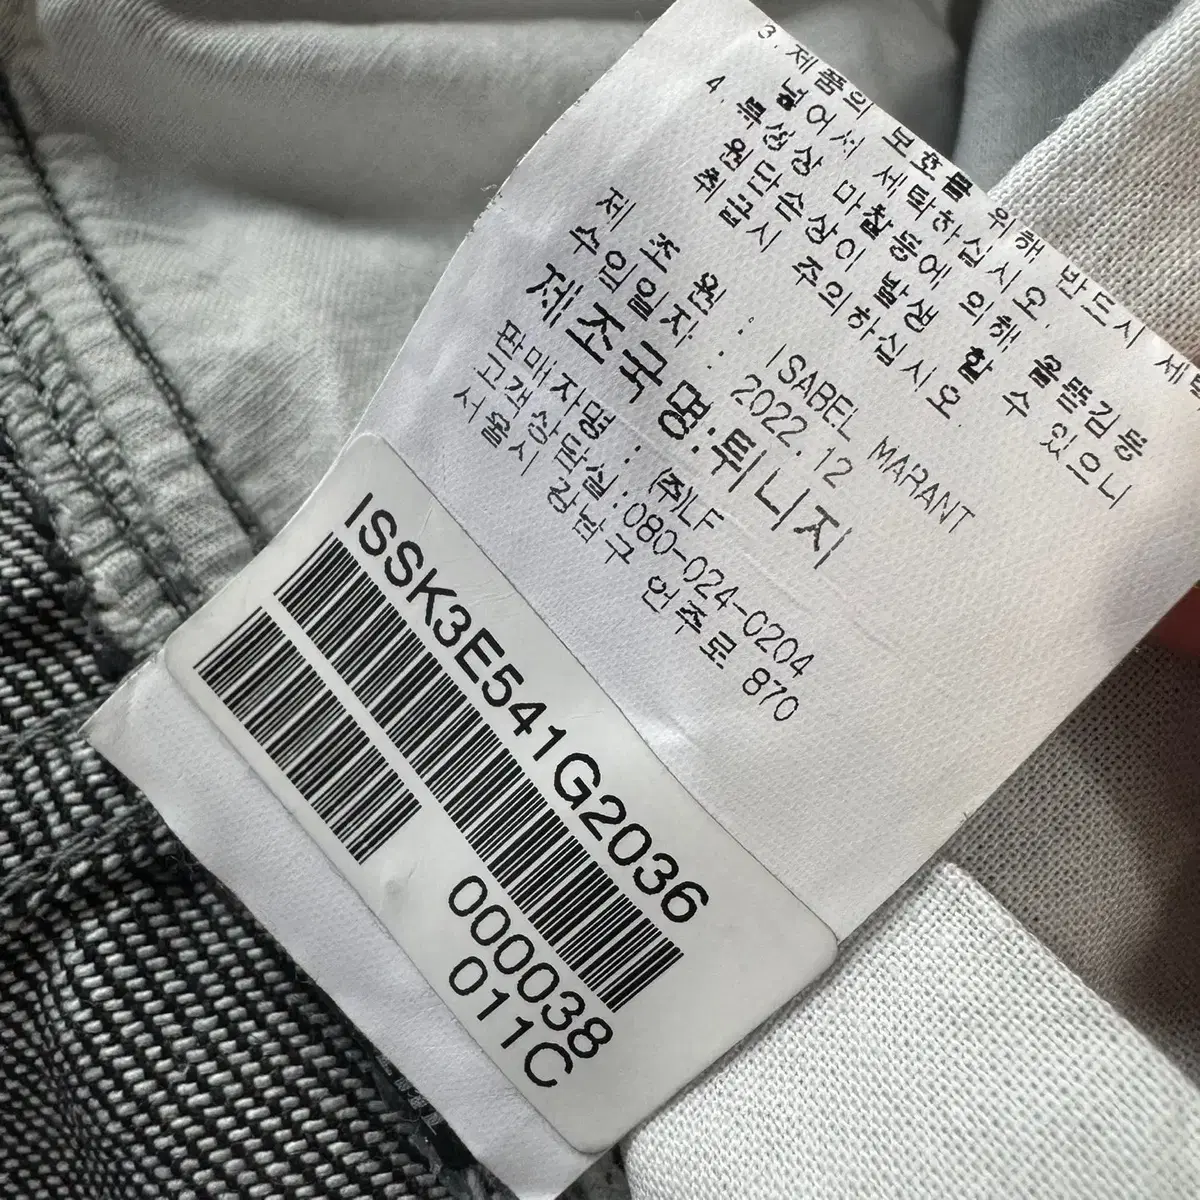 3.제품의 보호를 위해 반드시 세탁
넣어서 세탁하십시오.
4.특성상 마찰등에 의해 올뜯김등
원단손상이 발생 할 수 있으니
취급시 주의하십시오.
제 조 원 : ISABEL MARANT
수입일자 : 2022.12
제조국명:튀니지
판매자명 : (주)LF
고객상담실:080-024-0204
서울시 강남구 언주로 870
ISSK3E541G2036
000038
011C